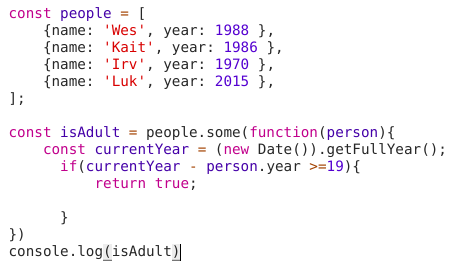 const people = [
    {name: 'Wes', year: 1988 },
    {name: 'Kait', year: 1986 },
    {name: 'Irv', year: 1970 },
    {name: 'Luk', year: 2015 },
];

const isAdult = people.some(function(person){
    const currentYear = (new Date()).getFullYear();
      if(currentYear - person.year >=19){
          return true;

      }
})
console.log(isAdult)